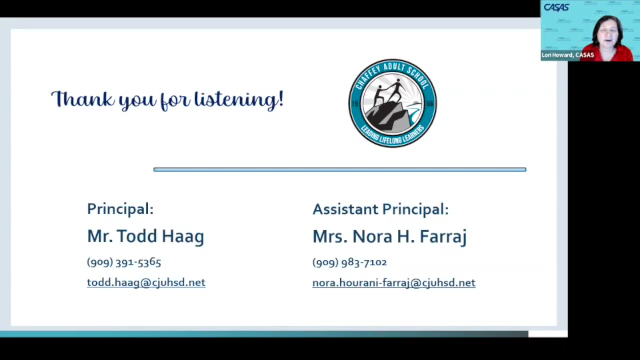 CASAS
Lori Howard, CASAS
Thank you for listening!
CHAFFEY ADULT SCHOOL
LEADING LIFELONG LEARNERS
Principal:
Mr. Todd Haag
(909) 391-5365
todd.haag@cjuhsd.net
Assistant Principal:
Mrs. Nora H. Farraj
(909) 983-7102
nora.hourani-farraj@cjuhsd.net